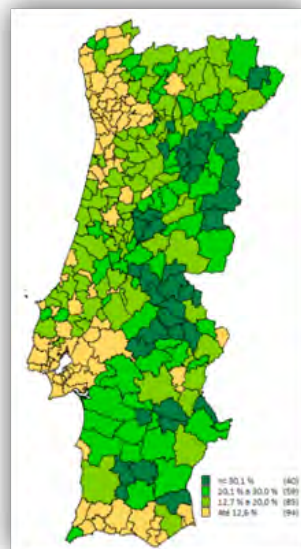 >= 30,1 % (40)
20,1 % a 30,0 % (59)
12,7 % a 20,0 % (85)
Até 12,6 % (94)